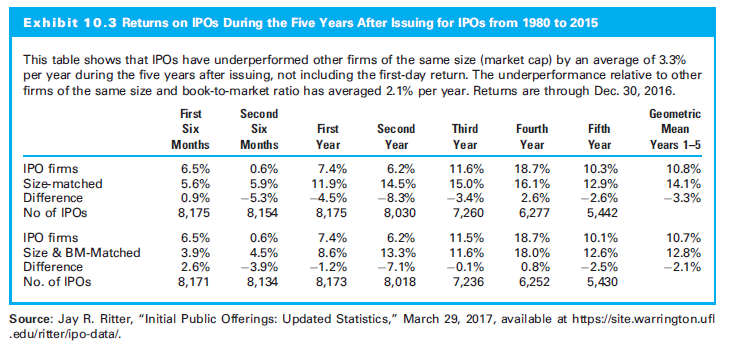 Exhibit 10.3 Returns on IPOs During the Five Years After Issuing for IPOs from 1980 to 2015
This table shows that IPOs have underperformed other firms of the same size (market cap) by an average of 3.3%
per year during the five years after issuing, not including the first-day return. The underperformance relative to other
firms of the same size and book-to-market ratio has averaged 2.1% per year. Returns are through Dec. 30, 2016.
First Second Geometric
Six Six First Second Third Fourth Fifth Mean
Months Months Year Year Year Year Year Years 1–5
IPO firms 6.5% 0.6% 7.4% 6.2% 11.6% 18.7% 10.3% 10.8%
Size-matched 5.6% 5.9% 11.9% 14.5% 15.0% 16.1% 12.9% 14.1%
Difference 0.9% −5.3% −4.5% −8.3% −3.4% 2.6% −2.6% −3.3%
No of IPOs 8,175 8,154 8,175 8,030 7,260 6,277 5,442
IPO firms 6.5% 0.6% 7.4% 6.2% 11.5% 18.7% 10.1% 10.7%
Size & BM-Matched 3.9% 4.5% 8.6% 13.3% 11.6% 18.0% 12.6% 12.8%
Difference 2.6% −3.9% −1.2% −7.1% −0.1% 0.8% −2.5% −2.1%
No. of IPOs 8,171 8,134 8,173 8,018 7,236 6,252 5,430
Source: Jay R. Ritter, “Initial Public Offerings: Updated Statistics,” March 29, 2017, available at https://site.warrington.ufl
.edu/ritter/ipo-data/.